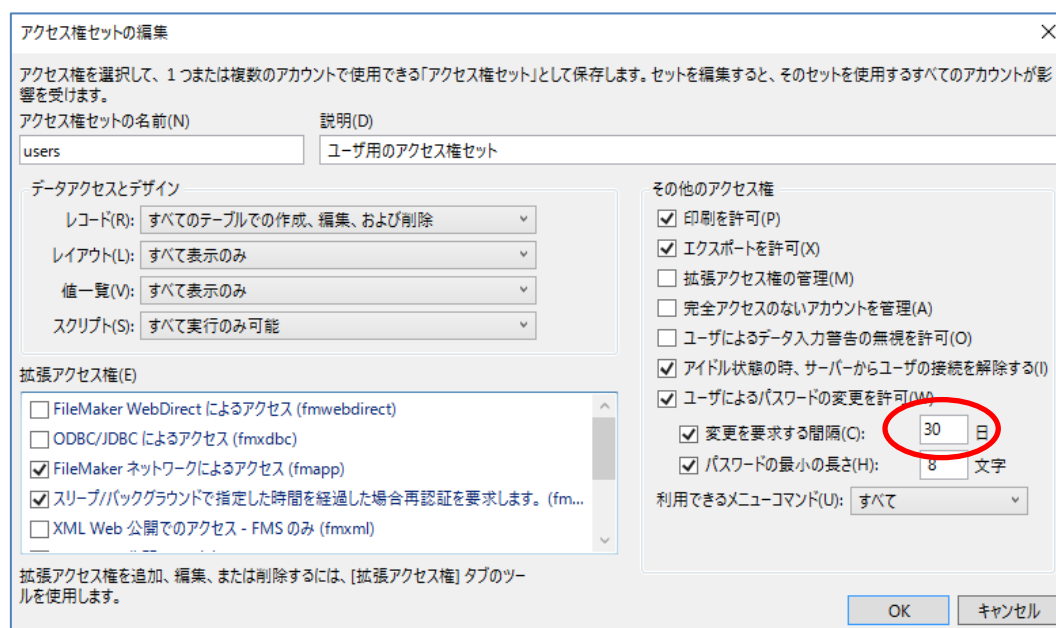 アクセス権セットの編集
アクセス権を選択して、1つまたは複数のアカウントで使用できる「アクセス権セット」として保存します。セットを編集すると、そのセットを使用するすべてのアカウントが影
響を受けます。
アクセス権セットの名前(N)
説明(D)
users
ユーザ用のアクセス権セット
データアクセスとデザイン
レコード(R): すべてのテーブルでの作成、編集、および削除
レイアウト(L): すべて表示のみ
値一覧(V): すべて表示のみ
スクリプト(S): すべて実行のみ可能
拡張アクセス権(E)
FileMaker WebDirect によるアクセス (fmwebdirect)
ODBC/JDBC によるアクセス (fmxdbc)
FileMaker ネットワークによるアクセス (fmapp)
スリープ/バックグラウンドで指定した時間を経過した場合再認証を要求します。(fm...
XML Web 公開でのアクセス - FMS のみ (fmxml)
拡張アクセス権を追加、編集、または削除するには、[拡張アクセス権] タブのツー
ルを使用します。
その他のアクセス権
印刷を許可(P)
エクスポートを許可(X)
拡張アクセス権の管理(M)
完全アクセスのないアカウントを管理(A)
ユーザによるデータ入力警告の無視を許可(O)
アイドル状態の時、サーバーからユーザの接続を解除する(I)
ユーザによるパスワードの変更を許可(W)
変更を要求する間隔(C): 30 日
パスワードの最小の長さ(H): 8 文字
利用できるメニューコマンド(U): すべて
OK
キャンセル